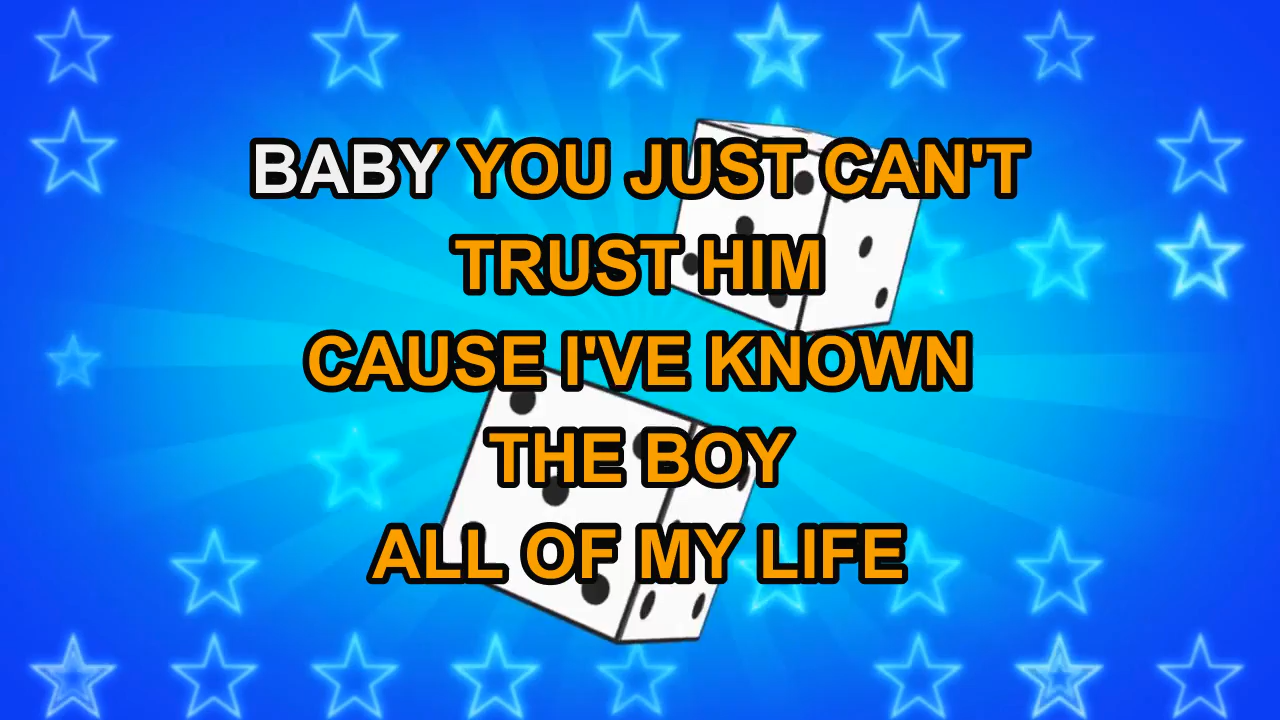 BABY YOU JUST CAN'T
TRUST HIM
CAUSE I'VE KNOWN
THE BOY
ALL OF MY LIFE